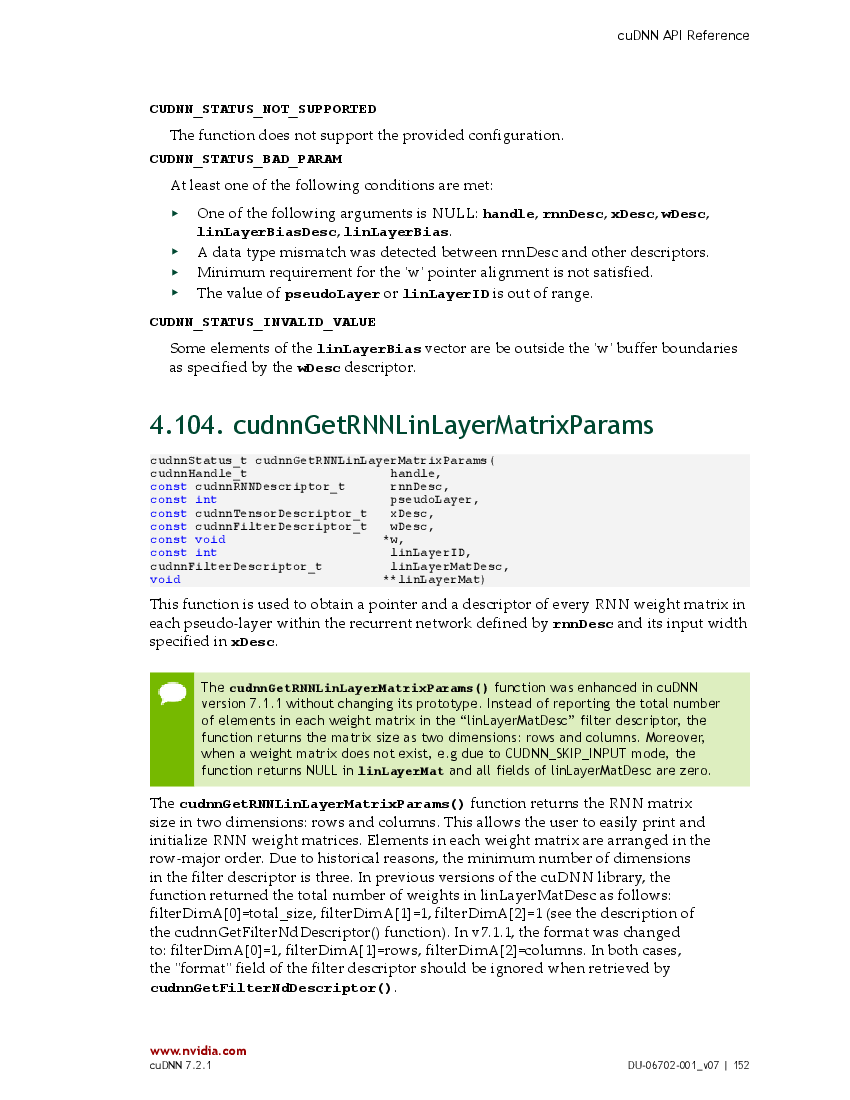 cuDNN API Reference
CUDNN_STATUS_NOT_SUPPORTED
The function does not support the provided configuration.
CUDNN_STATUS_BAD_PARAM
At least one of the following conditions are met:
► One of the following arguments is NULL: handle, rnnDesc, xDesc, wDesc,
linLayerBiasDesc, linLayerBias.
► A data type mismatch was detected between rnnDesc and other descriptors.
► Minimum requirement for the 'w' pointer alignment is not satisfied.
► The value of pseudoLayer or linLayerID is out of range.
CUDNN_STATUS_INVALID_VALUE
Some elements of the linLayerBias vector are be outside the 'w' buffer boundaries
as specified by the wDesc descriptor.
4.104. cudnnGetRNNLinLayerMatrixParams
cudnnStatus_t cudnnGetRNNLinLayerMatrixParams(
cudnnHandle_t handle,
const cudnnRNNDescriptor_t rnnDesc,
const int pseudoLayer,
const cudnnTensorDescriptor_t xDesc,
const cudnnFilterDescriptor_t wDesc,
const void *w,
const int linLayerID,
cudnnFilterDescriptor_t linLayerMatDesc,
void **linLayerMat)
This function is used to obtain a pointer and a descriptor of every RNN weight matrix in
each pseudo-layer within the recurrent network defined by rnnDesc and its input width
specified in xDesc.
The cudnnGetRNNLinLayerMatrixParams() function was enhanced in cuDNN
version 7.1.1 without changing its prototype. Instead of reporting the total number
of elements in each weight matrix in the “linLayerMatDesc” filter descriptor, the
function returns the matrix size as two dimensions: rows and columns. Moreover,
when a weight matrix does not exist, e.g due to CUDNN_SKIP_INPUT mode, the
function returns NULL in linLayerMat and all fields of linLayerMatDesc are zero.
The cudnnGetRNNLinLayerMatrixParams() function returns the RNN matrix
size in two dimensions: rows and columns. This allows the user to easily print and
initialize RNN weight matrices. Elements in each weight matrix are arranged in the
row-major order. Due to historical reasons, the minimum number of dimensions
in the filter descriptor is three. In previous versions of the cuDNN library, the
function returned the total number of weights in linLayerMatDesc as follows:
filterDimA[0]=total_size, filterDimA[1]=1, filterDimA[2]=1 (see the description of
the cudnnGetFilterNdDescriptor() function). In v7.1.1, the format was changed
to: filterDimA[0]=1, filterDimA[1]=rows, filterDimA[2]=columns. In both cases,
the "format" field of the filter descriptor should be ignored when retrieved by
cudnnGetFilterNdDescriptor().
www.nvidia.com
cuDNN 7.2.1 DU-06702-001_v07 | 152